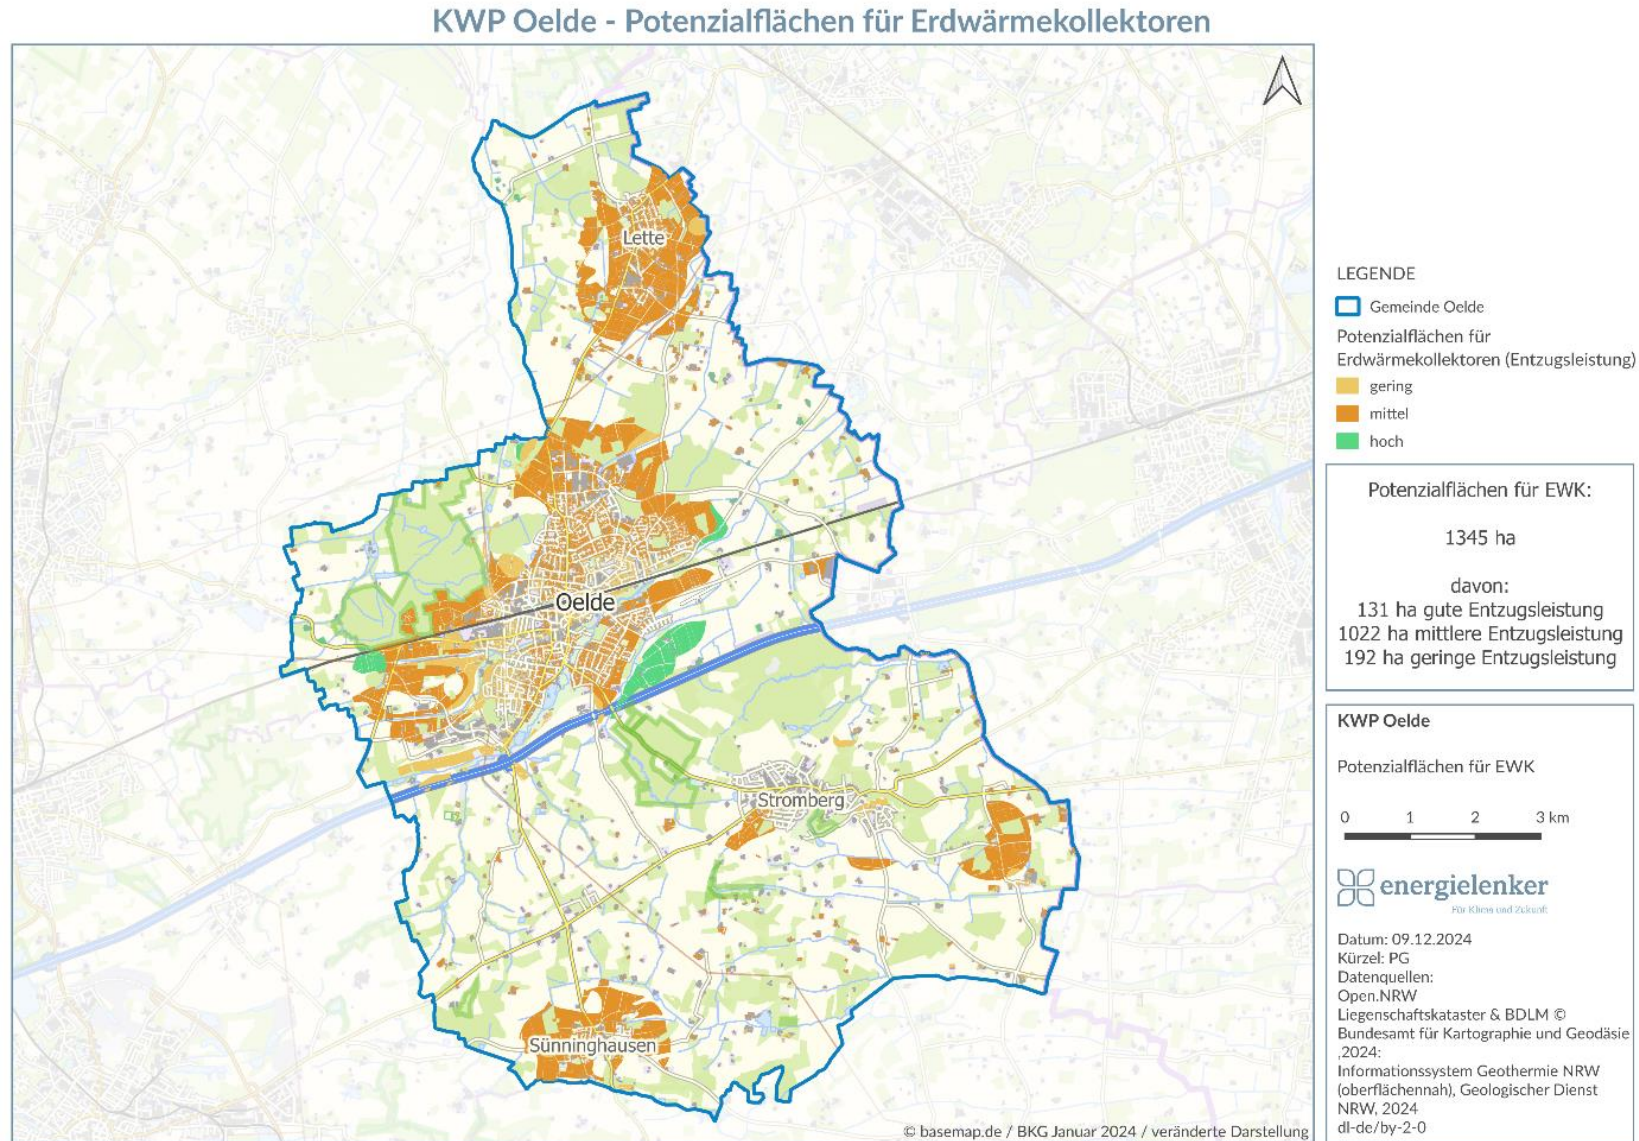 KWP Oelde - Potenzialflächen für Erdwärmekollektoren
Lette
Oelde
Stromberg
Sünninghausen
© basemap.de / BKG Januar 2024 / veränderte Darstellung
LEGENDE
Gemeinde Oelde
Potenzialflächen für
Erdwärmekollektoren (Entzugsleistung)
gering
mittel
hoch
Potenzialflächen für EWK:
1345 ha
davon:
131 ha gute Entzugsleistung
1022 ha mittlere Entzugsleistung
192 ha geringe Entzugsleistung
KWP Oelde
Potenzialflächen für EWK
0 1 2 3 km
energielenker
Für Klima und Zukunft
Datum: 09.12.2024
Kürzel: PG
Datenquellen:
Open.NRW
Liegenschaftskataster & BDLM ©
Bundesamt für Kartographie und Geodäsie
,2024:
Informationssystem Geothermie NRW
(oberflächennah), Geologischer Dienst
NRW, 2024
dl-de/by-2-0